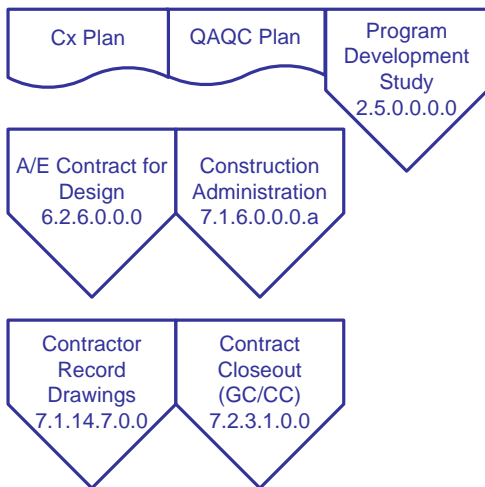 Cx Plan
QAQC Plan
Program
Development
Study
2.5.0.0.0.0
A/E Contract for
Design
6.2.6.0.0.0
Construction
Administration
7.1.6.0.0.0.a
Contractor
Record
Drawings
7.1.14.7.0.0
Contract
Closeout
(GC/CC)
7.2.3.1.0.0